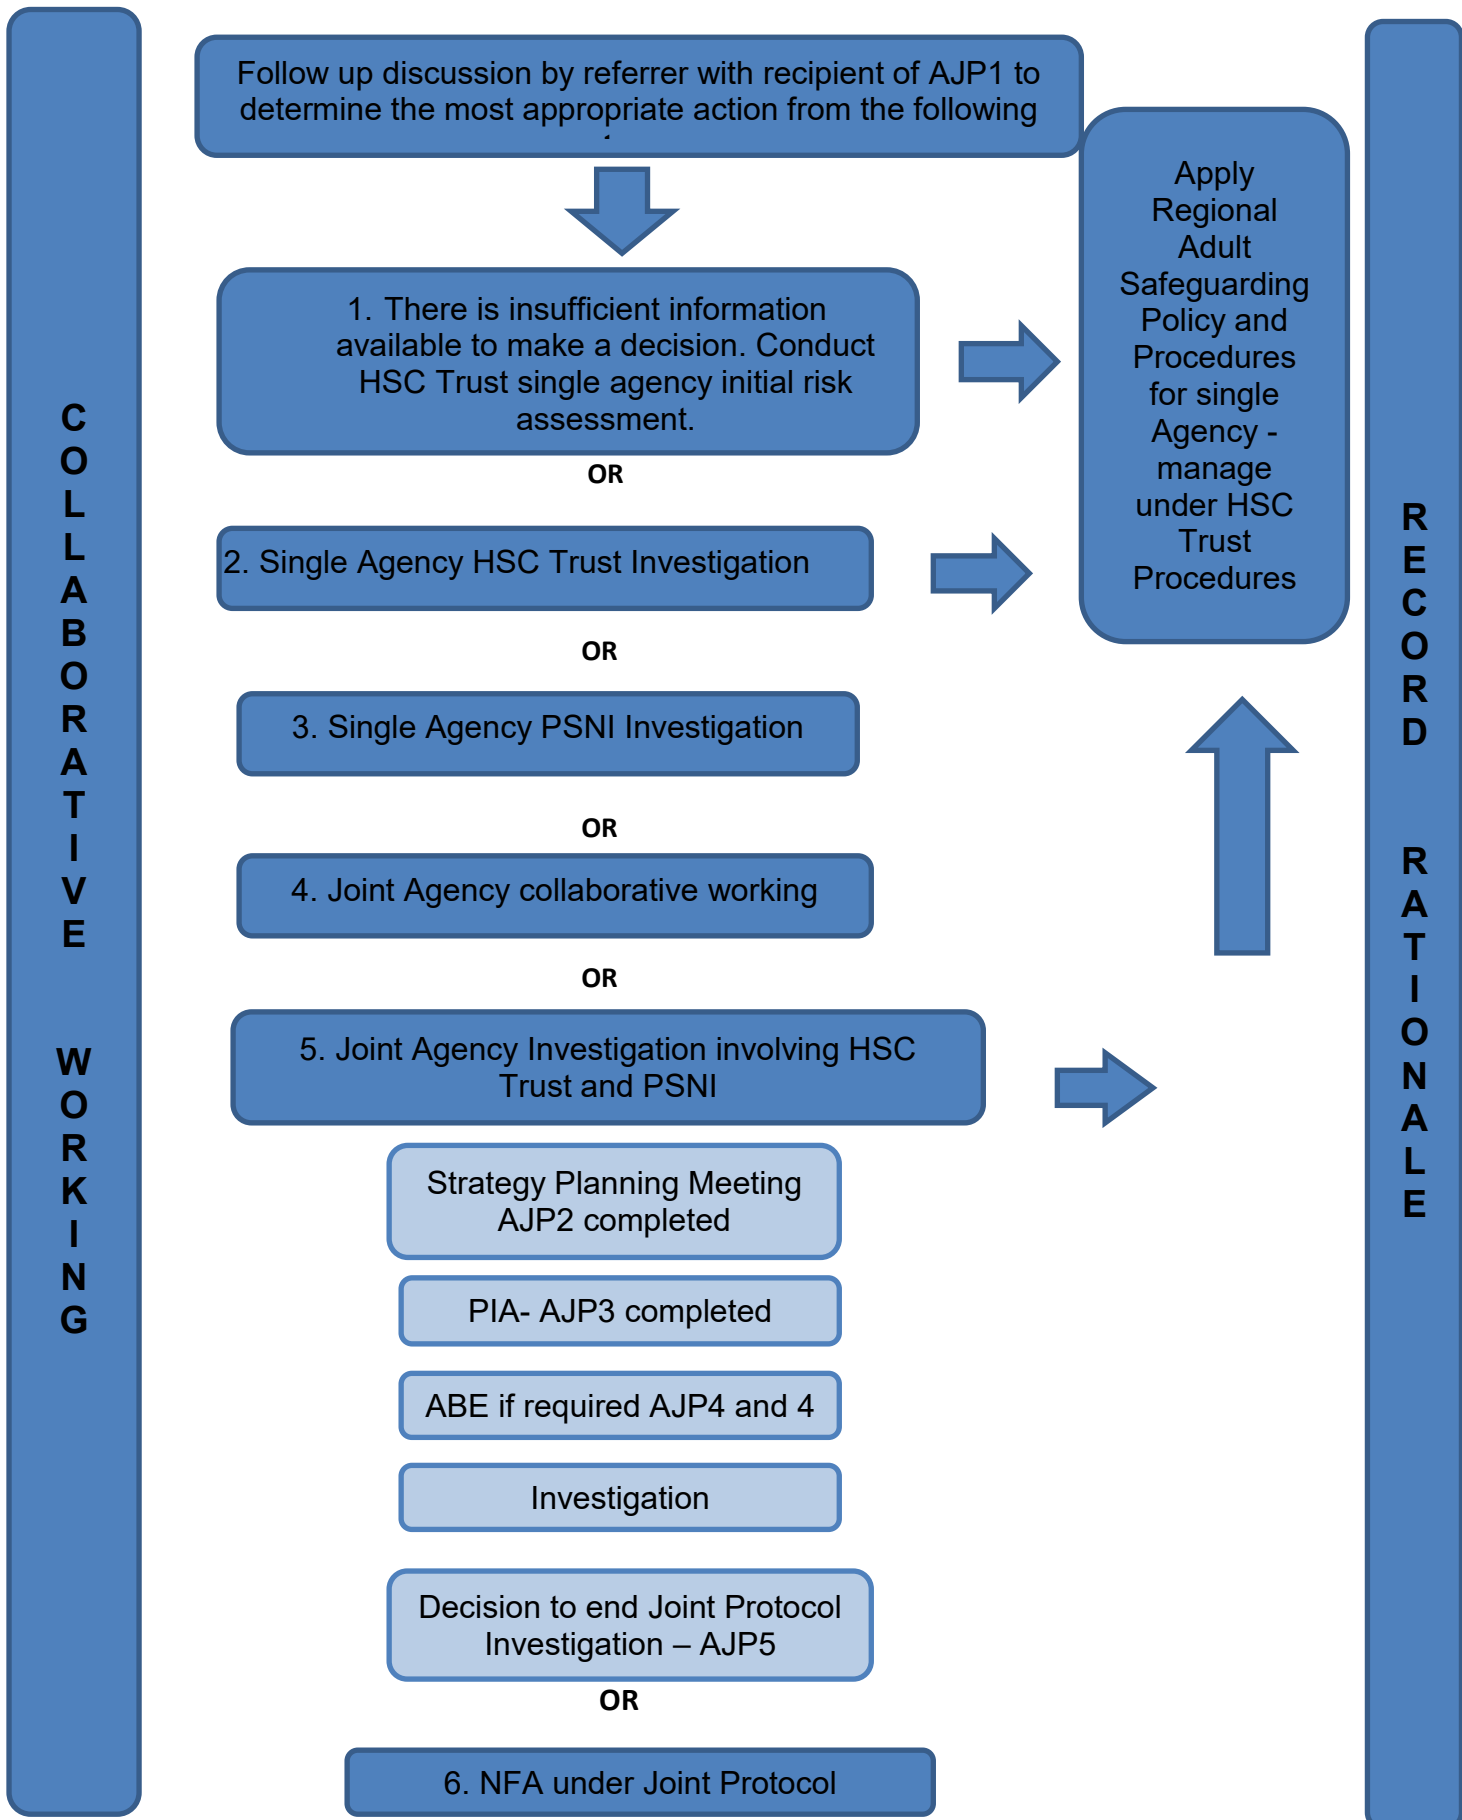 Follow up discussion by referrer with recipient of AJP1 to
determine the most appropriate action from the following
1. There is insufficient information
available to make a decision. Conduct
HSC Trust single agency initial risk
assessment.
OR
2. Single Agency HSC Trust Investigation
OR
3. Single Agency PSNI Investigation
OR
4. Joint Agency collaborative working
OR
5. Joint Agency Investigation involving HSC
Trust and PSNI
Strategy Planning Meeting
AJP2 completed
PIA- AJP3 completed
ABE if required AJP4 and 4
Investigation
Decision to end Joint Protocol
Investigation – AJP5
OR
6. NFA under Joint Protocol
Apply
Regional
Adult
Safeguarding
Policy and
Procedures
for single
Agency -
manage
under HSC
Trust
Procedures
COLLABORATIVE WORKING
RECORD RATIONALE